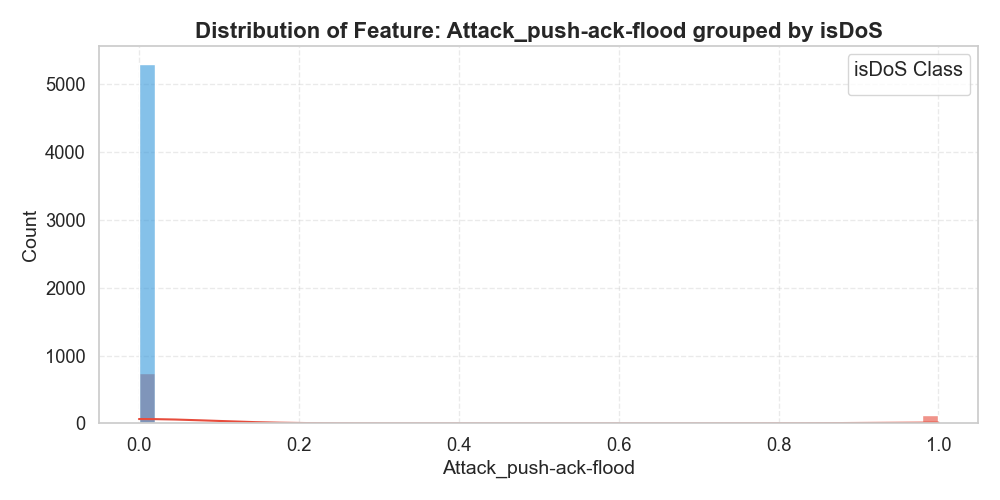 Distribution of Feature: Attack_push-ack-flood grouped by isDoS
isDoS Class
5000
4000
3000
2000
1000
0
Count
0.0 0.2 0.4 0.6 0.8 1.0
Attack_push-ack-flood